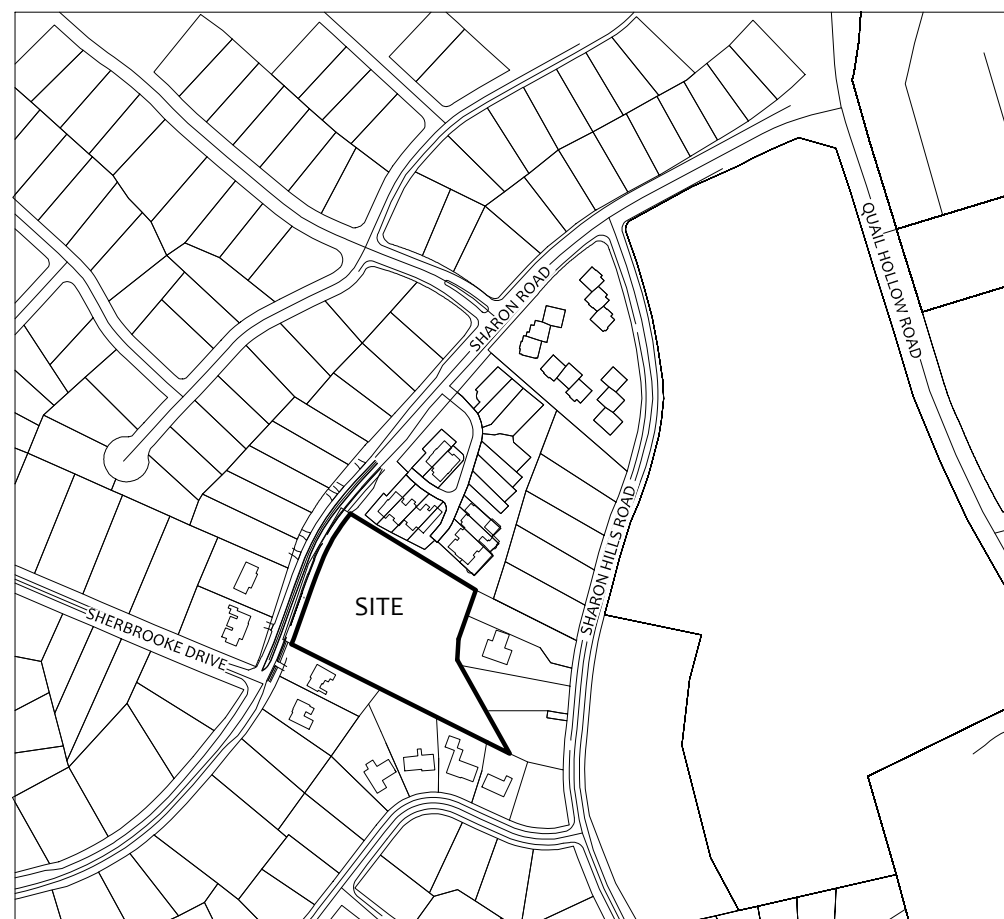 QUAIL HOLLOW ROAD
SHARON ROAD
SHARON HILLS ROAD
SITE
SHERBROOKE DRIVE